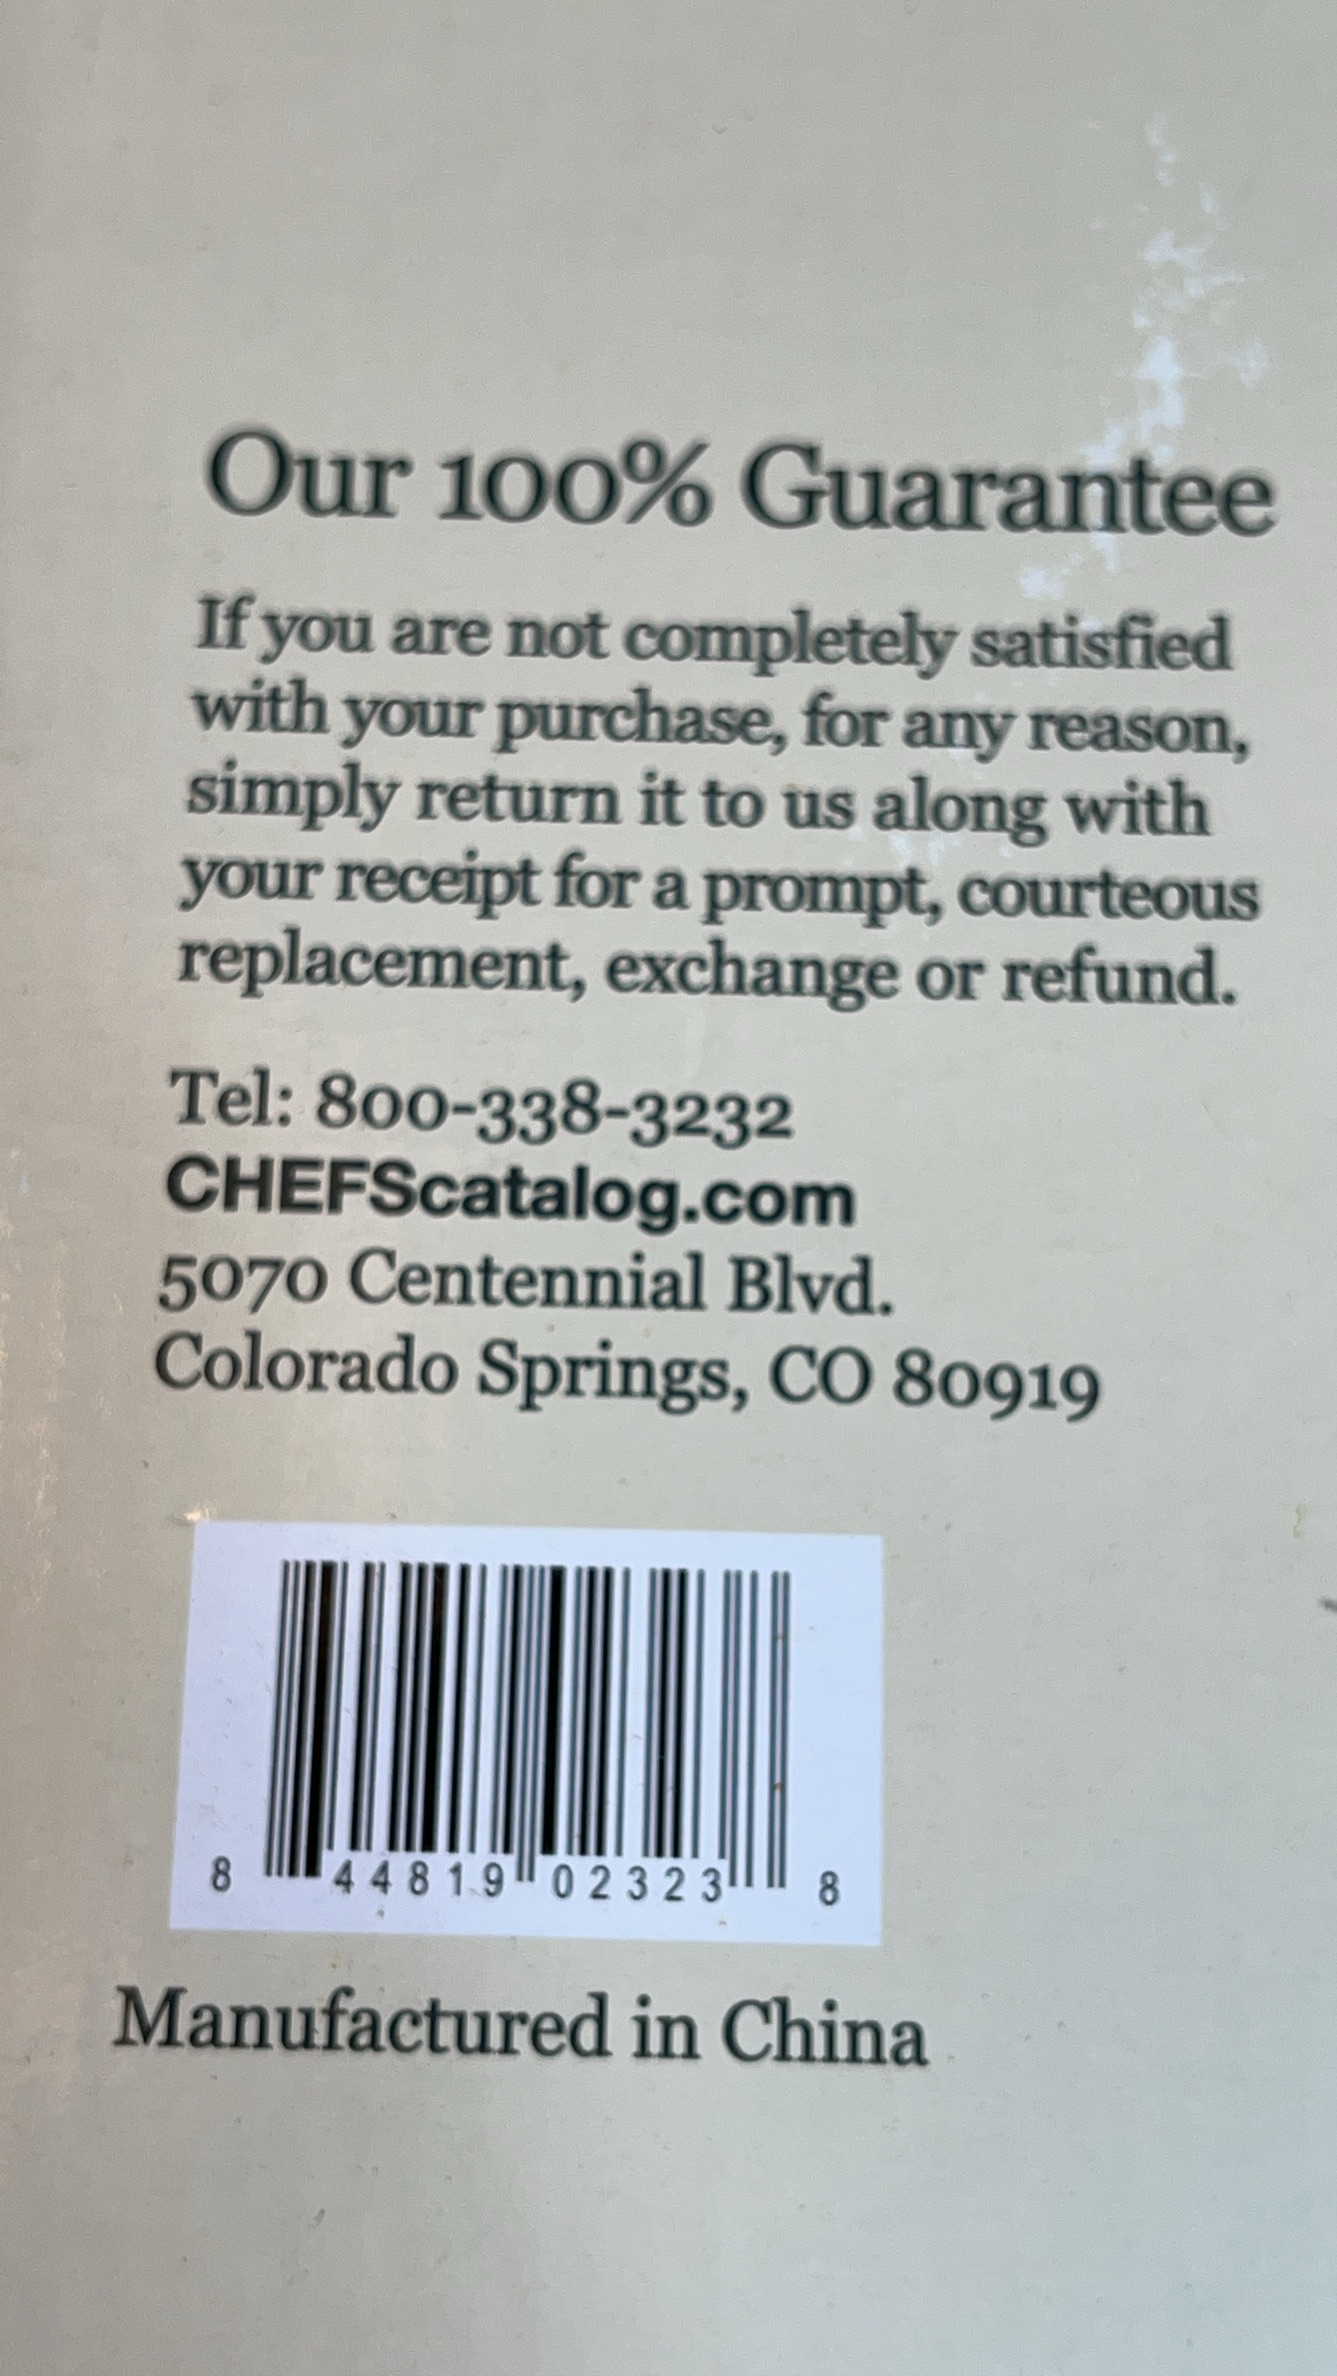 Our 100% Guarantee
If you are not completely satisfied
with your purchase, for any reason,
simply return it to us along with
your receipt for a prompt, courteous
replacement, exchange or refund.
Tel: 800-338-3232
CHEFScatalog.com
5070 Centennial Blvd.
Colorado Springs, CO 80919
8 44819 02323 8
Manufactured in China